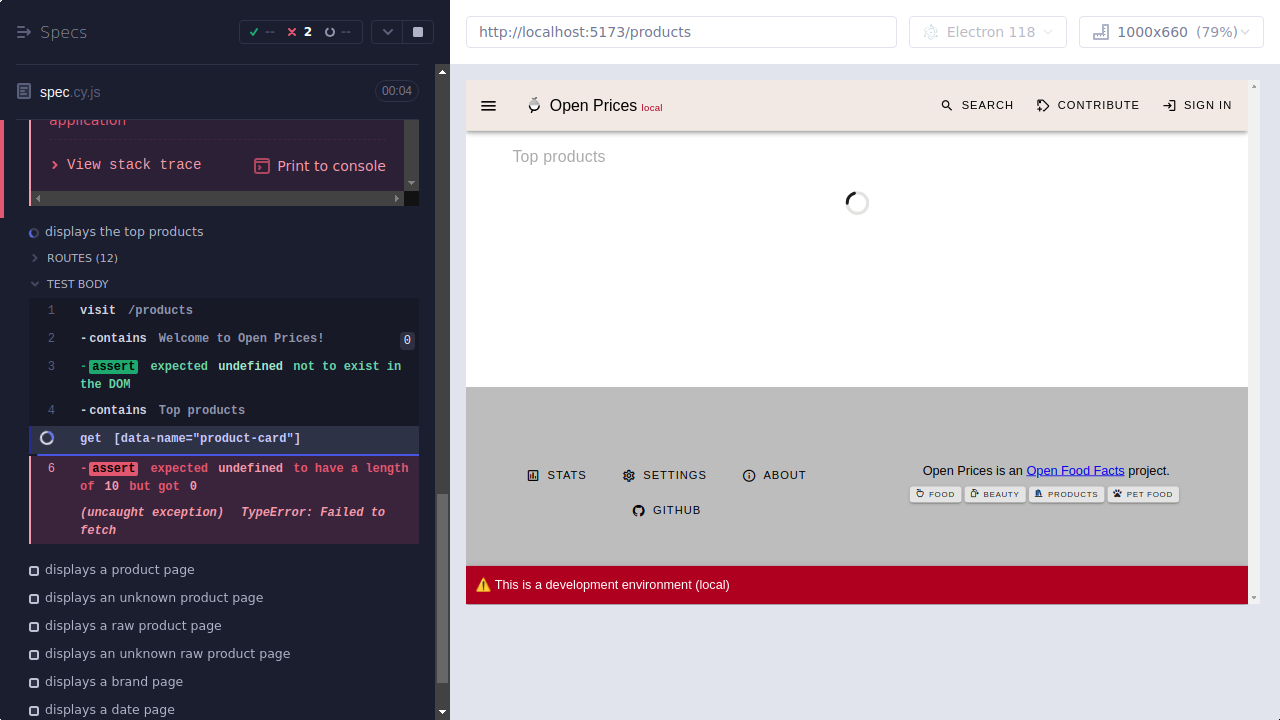 Specs
--
2
--
spec.cy.js
00:04
application
View stack trace
Print to console
displays the top products
ROUTES (12)
TEST BODY
1 visit /products
2 -contains Welcome to Open Prices! 0
3 -assert expected undefined not to exist in
the DOM
4 -contains Top products
get [data-name="product-card"]
6 -assert expected undefined to have a length
of 10 but got 0
(uncaught exception) TypeError: Failed to
fetch
displays a product page
displays an unknown product page
displays a raw product page
displays an unknown raw product page
displays a brand page
displays a date page
http://localhost:5173/products
Electron 118
1000x660 (79%)
Open Prices local
SEARCH
CONTRIBUTE
SIGN IN
Top products
STATS
SETTINGS
ABOUT
GITHUB
Open Prices is an Open Food Facts project.
FOOD
BEAUTY
PRODUCTS
PET FOOD
⚠️ This is a development environment (local)